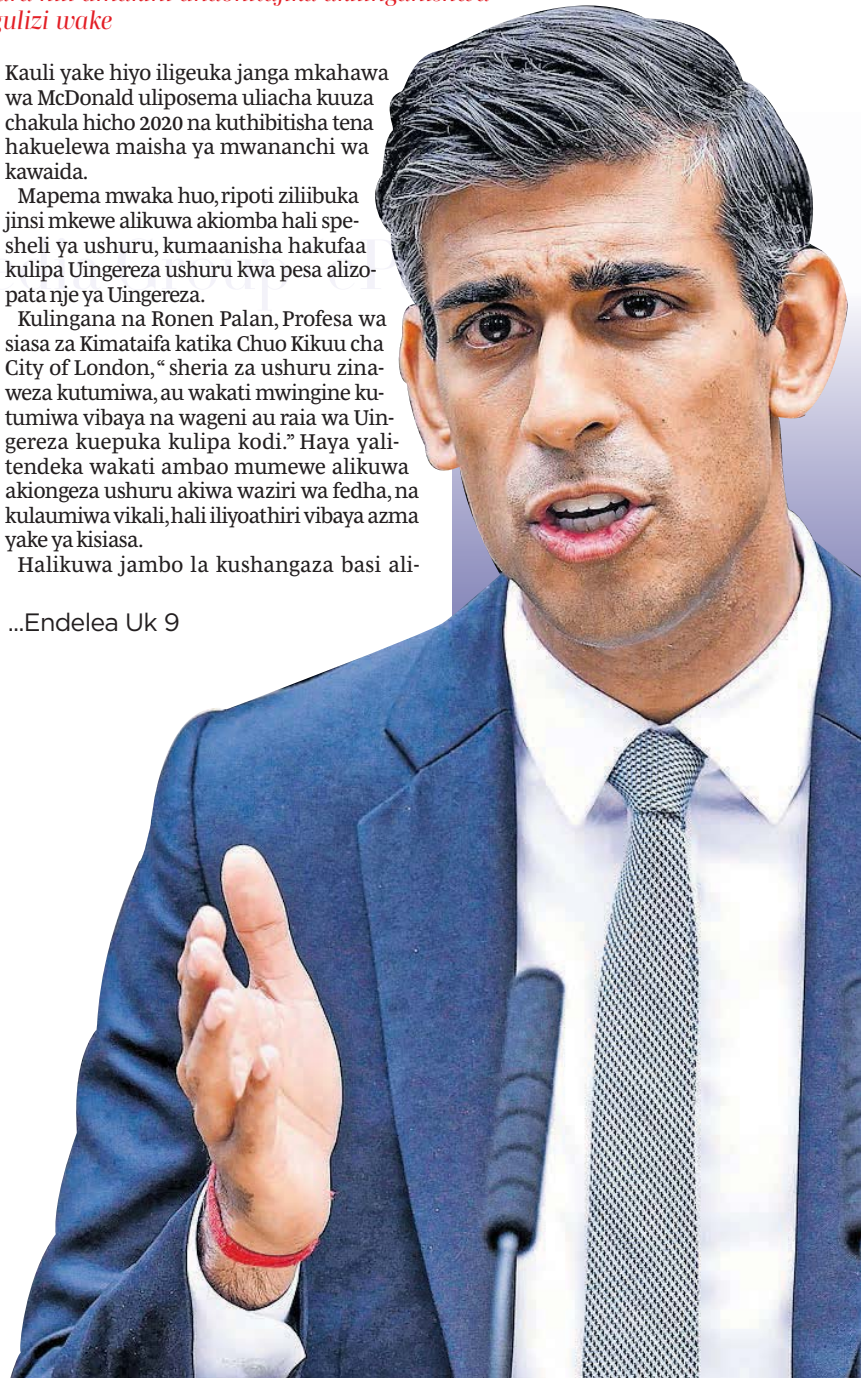 gulizi wake
Kauli yake hiyo iligeuka janga mkahawa
wa McDonald uliposema uliacha kuuza
chakula hicho 2020 na kuthibitisha tena
hakuelewa maisha ya mwananchi wa
kawaida.
Mapema mwaka huo, ripoti ziliibuka
jinsi mkewe alikuwa akiomba hali spe-
sheli ya ushuru, kumaanisha hakufaa
kulipa Uingereza ushuru kwa pesa alizo-
pata nje ya Uingereza.
Kulingana na Ronen Palan, Profesa wa
siasa za Kimataifa katika Chuo Kikuu cha
City of London, “ sheria za ushuru zina-
weza kutumiwa, au wakati mwingine ku-
tumiwa vibaya na wageni au raia wa Uin-
gereza kuepuka kulipa kodi.” Haya yali-
tendeka wakati ambao mumewe alikuwa
akiongeza ushuru akiwa waziri wa fedha, na
kulaumiwa vikali, hali iliyoathiri vibaya azma
yake ya kisiasa.
Halikuwa jambo la kushangaza basi ali-
...Endelea Uk 9